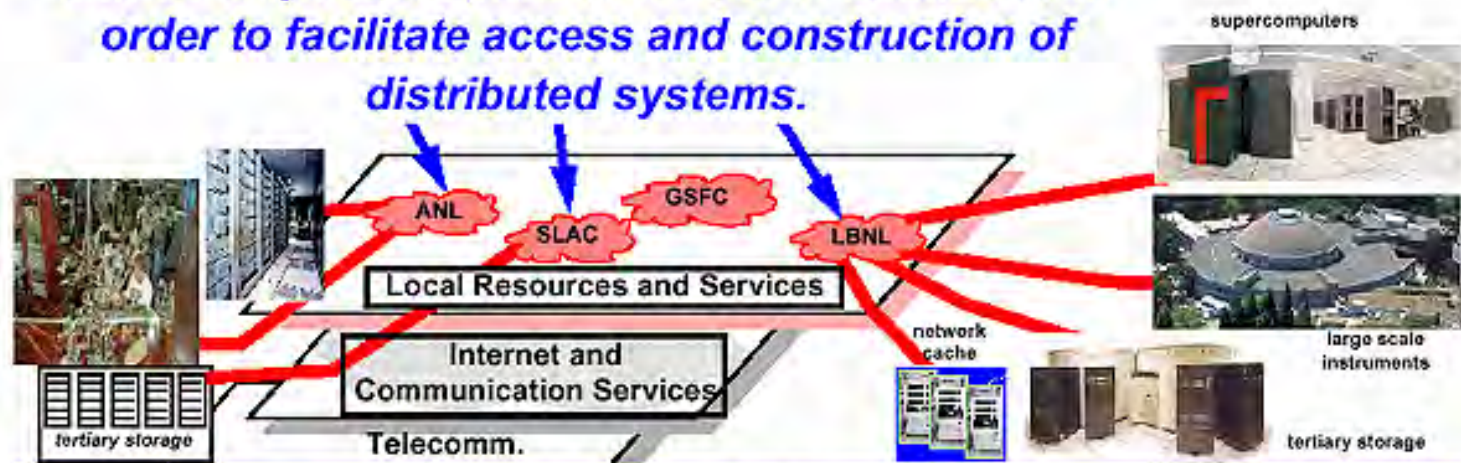 order to facilitate access and construction of
distributed systems.
supercomputers
ANL
GSFC
SLAC
LBNL
Local Resources and Services
network
cache
large scale
instruments
Internet and
Communication Services
tertiary storage
Telecomm.
tertiary storage